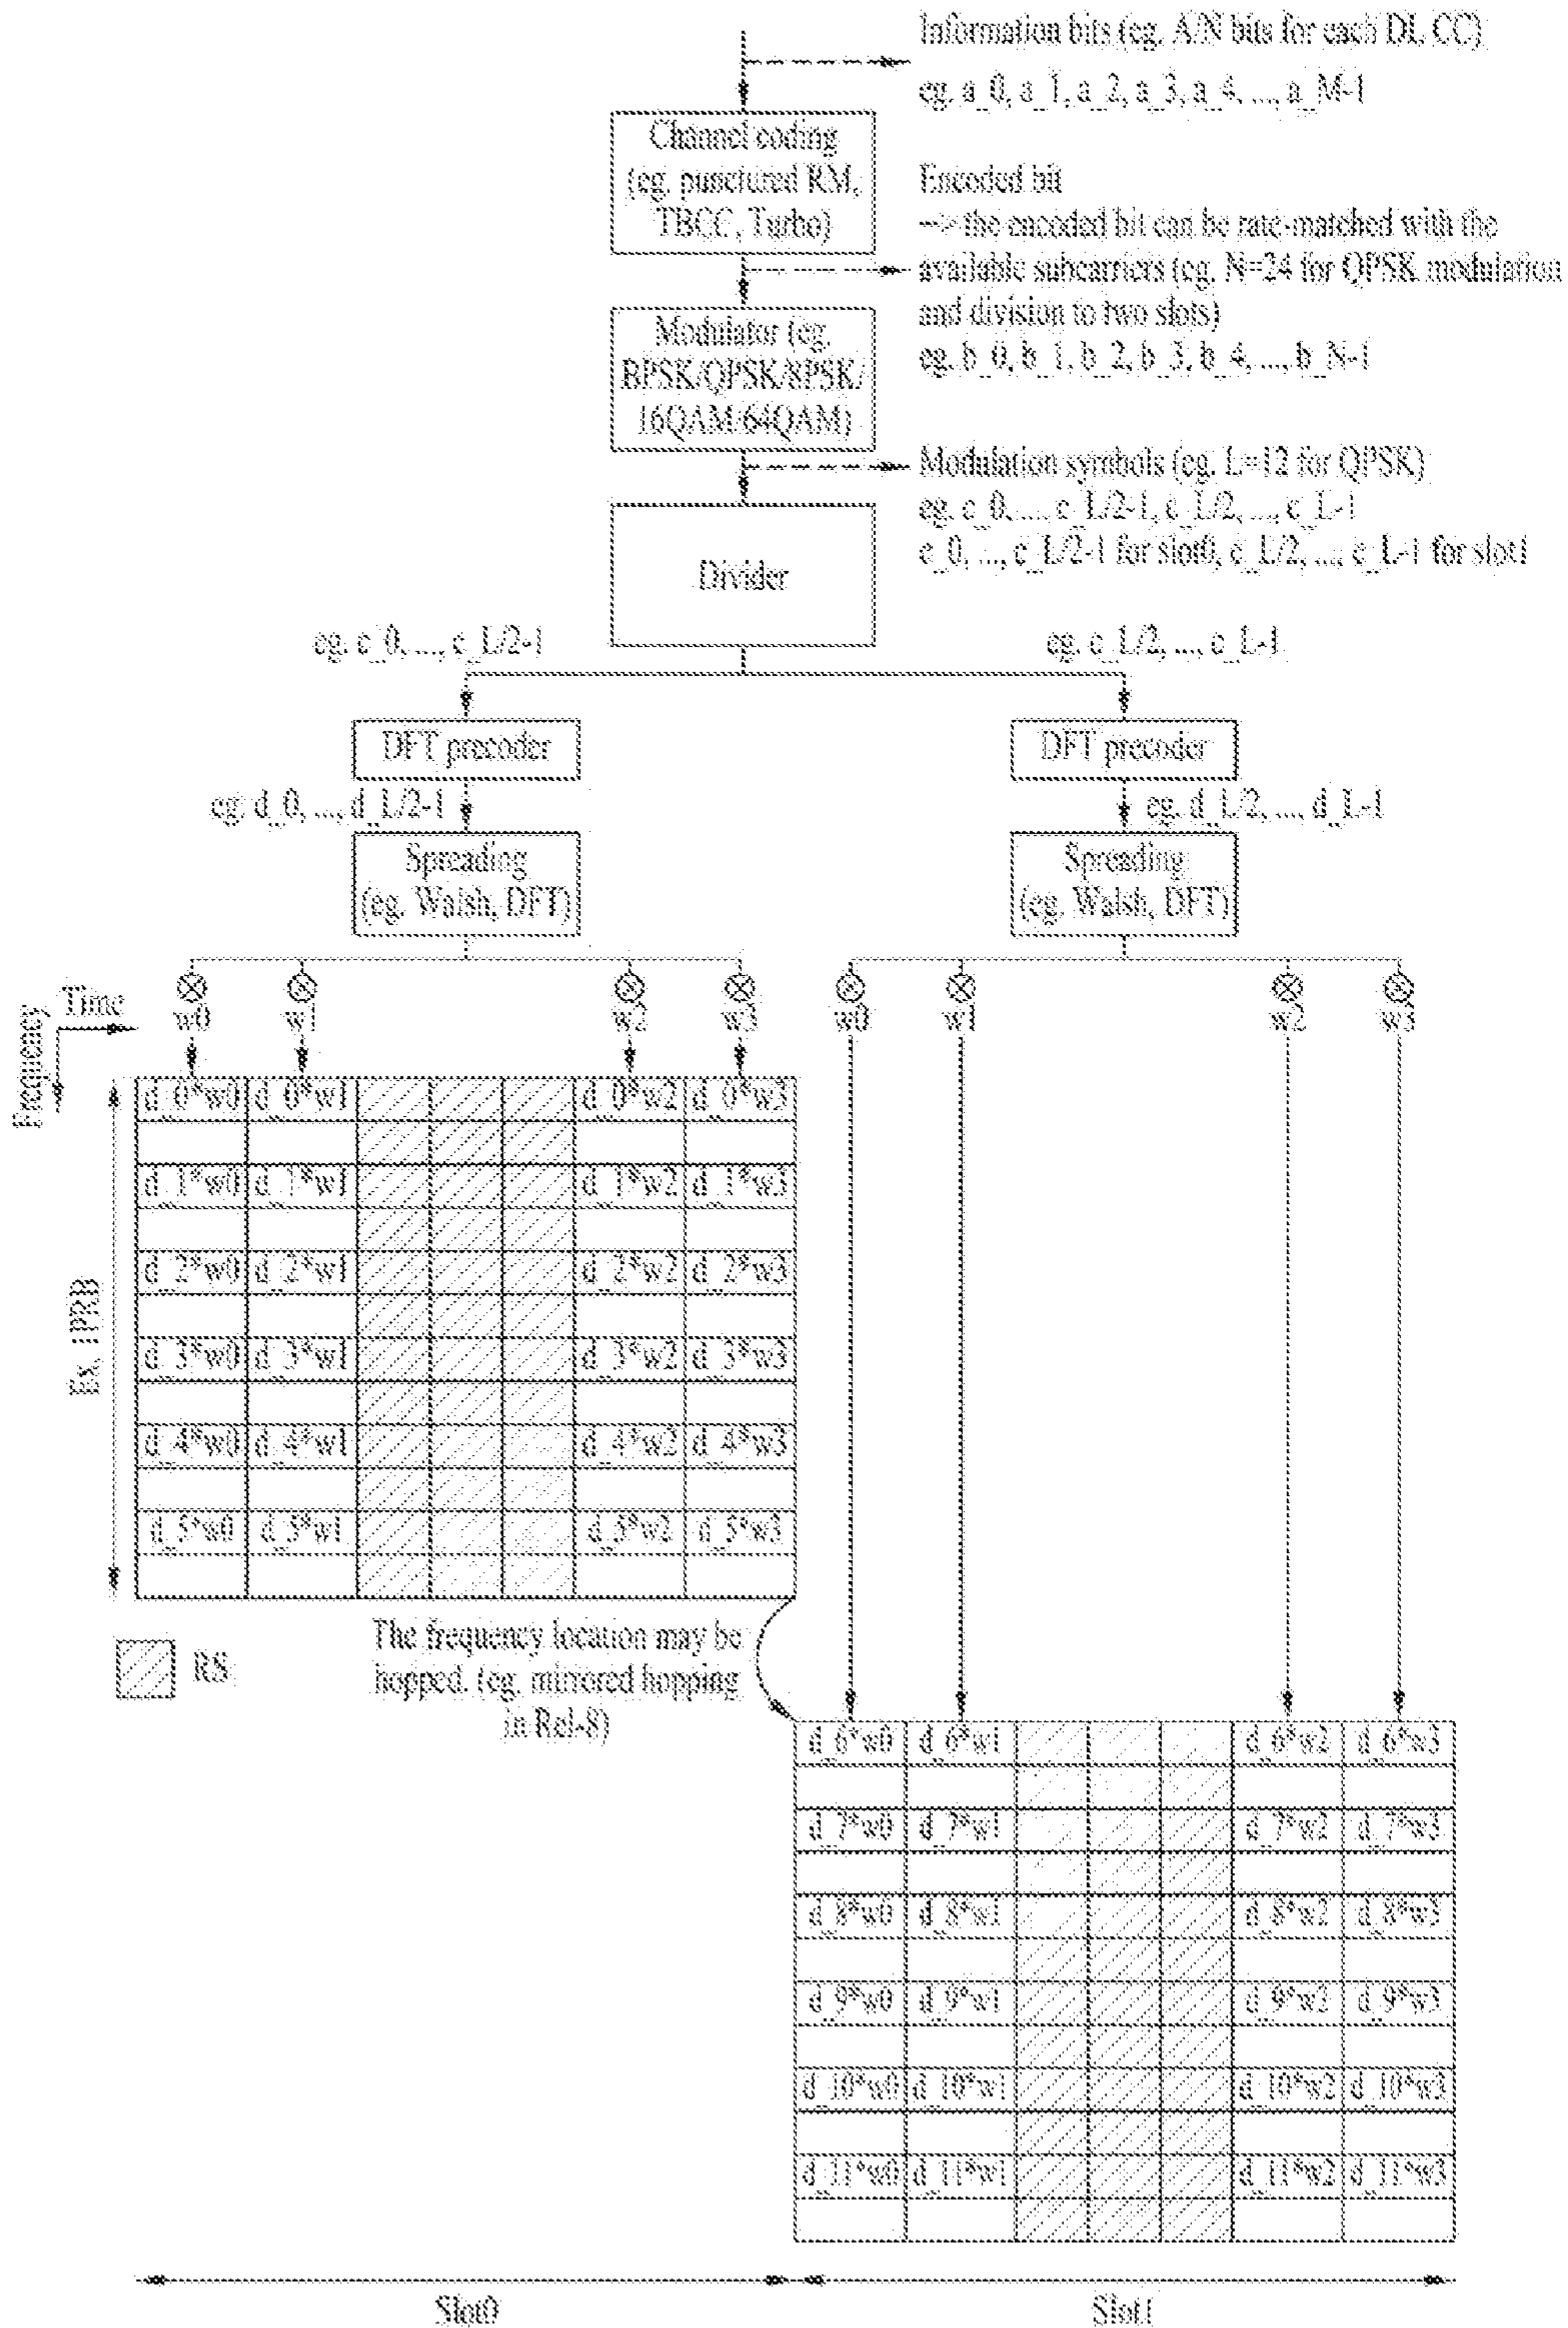 Information bits (eg. A/N bits for each DL CC)
eg. a_0, a_1, a_2, a_3, a_4, ..., a_M-1
Channel coding
(eg. punctured RM,
TBCC, Turbo)
Encoded bit
--> the encoded bit can be rate-matched with the
available subcarriers (eg. N=24 for QPSK modulation
and division to two slots)
eg. b_0, b_1, b_2, b_3, b_4, ..., b_N-1
Modulator (eg.
BPSK/QPSK/8PSK/
16QAM/64QAM)
Modulation symbols (eg. L=12 for QPSK)
eg. c_0, ..., c_L/2-1, c_L/2, ..., c_L-1
c_0, ..., c_L/2-1 for slot0, c_L/2, ..., c_L-1 for slot1
Divider
eg. c_0, ..., c_L/2-1
eg. c_L/2, ..., c_L-1
DFT precoder
DFT precoder
eg. d_0, ..., d_L/2-1
eg. d_L/2, ..., d_L-1
Spreading
(eg. Walsh, DFT)
Spreading
(eg. Walsh, DFT)
Time
Frequency
w0 w1 w2 w3
w0 w1 w2 w3
d_0*w0 d_0*w1 d_0*w2 d_0*w3
d_1*w0 d_1*w1 d_1*w2 d_1*w3
d_2*w0 d_2*w1 d_2*w2 d_2*w3
d_3*w0 d_3*w1 d_3*w2 d_3*w3
d_4*w0 d_4*w1 d_4*w2 d_4*w3
d_5*w0 d_5*w1 d_5*w2 d_5*w3
Ex. 1PRB
RS
The frequency location may be
hopped. (eg. mirrored hopping
in Rel-8)
d_6*w0 d_6*w1 d_6*w2 d_6*w3
d_7*w0 d_7*w1 d_7*w2 d_7*w3
d_8*w0 d_8*w1 d_8*w2 d_8*w3
d_9*w0 d_9*w1 d_9*w2 d_9*w3
d_10*w0 d_10*w1 d_10*w2 d_10*w3
d_11*w0 d_11*w1 d_11*w2 d_11*w3
Slot0
Slot1